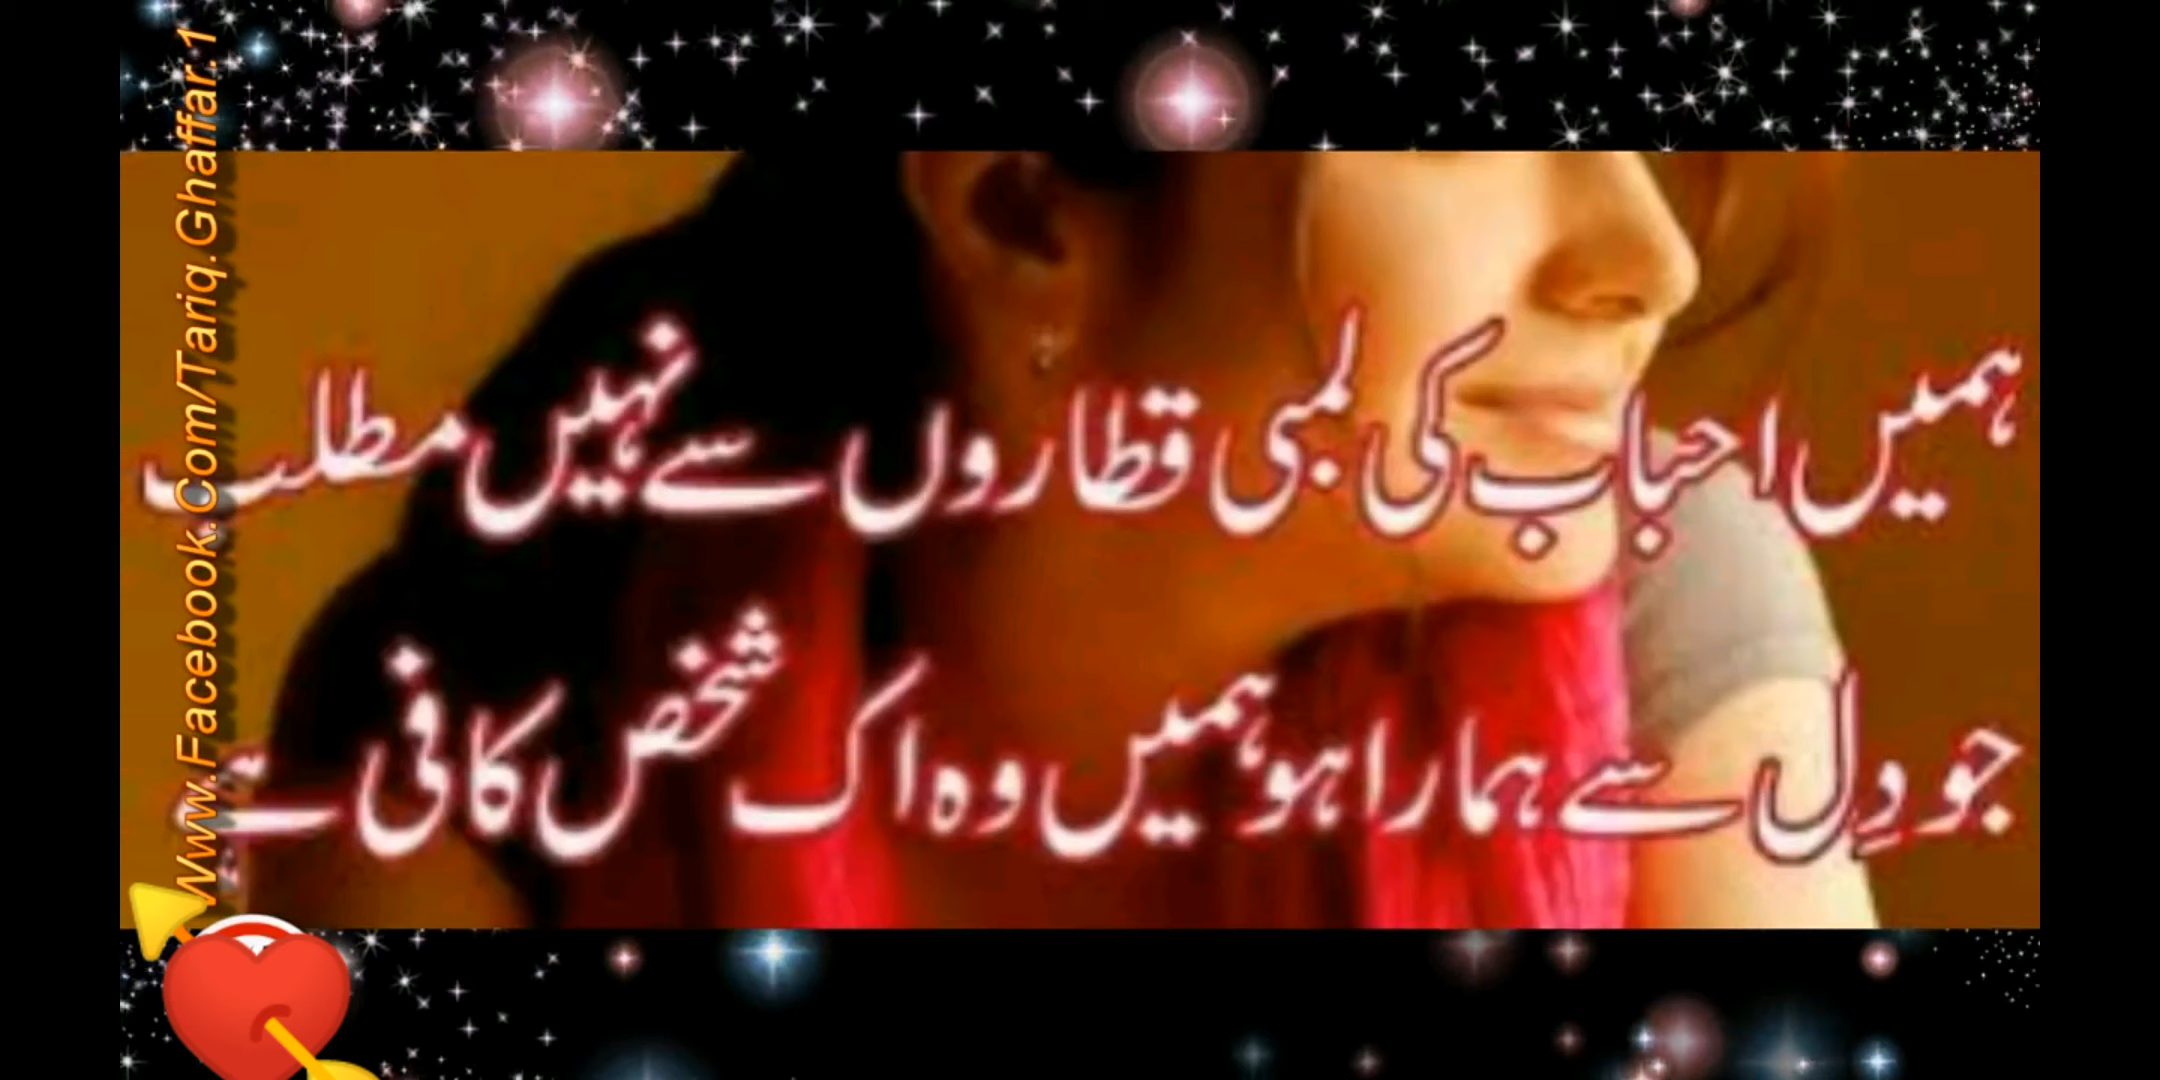 ہمیں احباب کی لمبی قطاروں سے نہیں مطلب
جو دِل سے ہمارا ہو ہمیں وہ اک شخص کافی ہے
Www.Facebook.Com/Tariq.Ghaffar.1